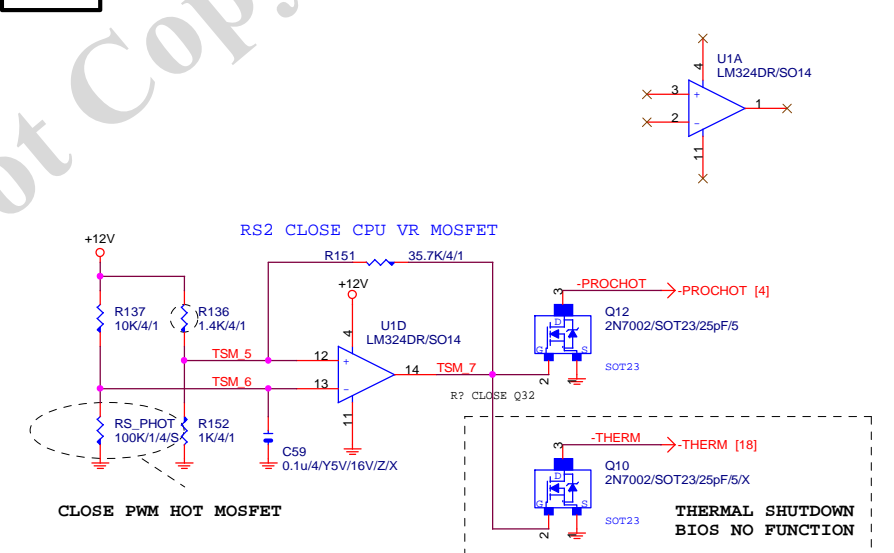 ot Copy
U1A
LM324DR/SO14
4
3
+
1
2
-
11
RS2 CLOSE CPU VR MOSFET
+12V
R151
35.7K/4/1
+12V
-PROCHOT
-PROCHOT [4]
3
R137
10K/4/1
R136
1.4K/4/1
U1D
LM324DR/SO14
4
Q12
2N7002/SOT23/25pF/5
D
G
S
TSM_5
12
+
TSM_7
14
SOT23
TSM_6
13
-
2
1
R? CLOSE Q32
11
RS_PHOT
100K/1/4/S
R152
1K/4/1
C59
0.1u/4/Y5V/16V/Z/X
-THERM
-THERM [18]
3
Q10
2N7002/SOT23/25pF/5/X
D
G
S
CLOSE PWM HOT MOSFET
SOT23
THERMAL SHUTDOWN
BIOS NO FUNCTION
2
1